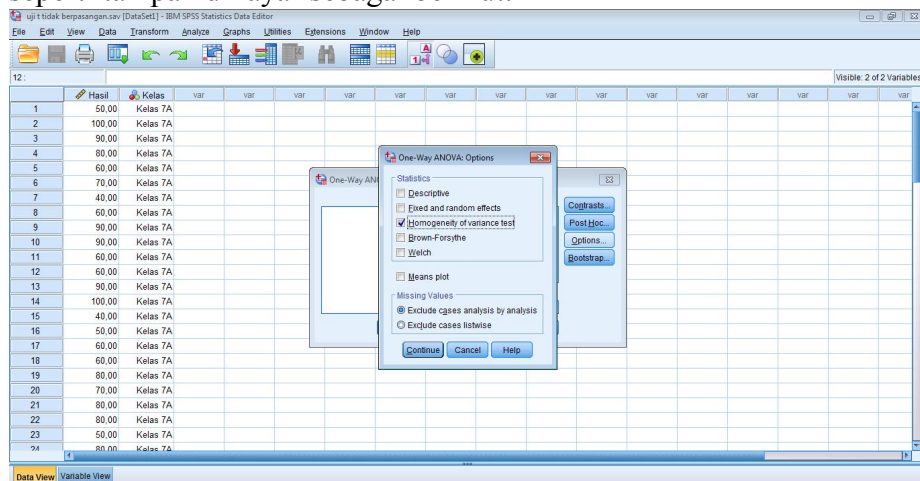 uji t tidak berpasangan.sav [DataSet1] - IBM SPSS Statistics Data Editor
File Edit View Data Transform Analyze Graphs Utilities Extensions Window Help
12 :
Visible: 2 of 2 Variables
Hasil Kelas var var var var var var var var var var var var var var
1 50,00 Kelas 7A
2 100,00 Kelas 7A
3 90,00 Kelas 7A
4 80,00 Kelas 7A
5 60,00 Kelas 7A
6 70,00 Kelas 7A
7 40,00 Kelas 7A
8 60,00 Kelas 7A
9 90,00 Kelas 7A
10 90,00 Kelas 7A
11 60,00 Kelas 7A
12 60,00 Kelas 7A
13 90,00 Kelas 7A
14 100,00 Kelas 7A
15 40,00 Kelas 7A
16 50,00 Kelas 7A
17 60,00 Kelas 7A
18 60,00 Kelas 7A
19 80,00 Kelas 7A
20 70,00 Kelas 7A
21 80,00 Kelas 7A
22 80,00 Kelas 7A
23 50,00 Kelas 7A
24 80,00 Kelas 7A
One-Way AN
Contrasts...
Post Hoc...
Options...
Bootstrap...
One-Way ANOVA: Options
Statistics
Descriptive
Fixed and random effects
Homogeneity of variance test
Brown-Forsythe
Welch
Means plot
Missing Values
Exclude cases analysis by analysis
Exclude cases listwise
Continue Cancel Help
Data View Variable View